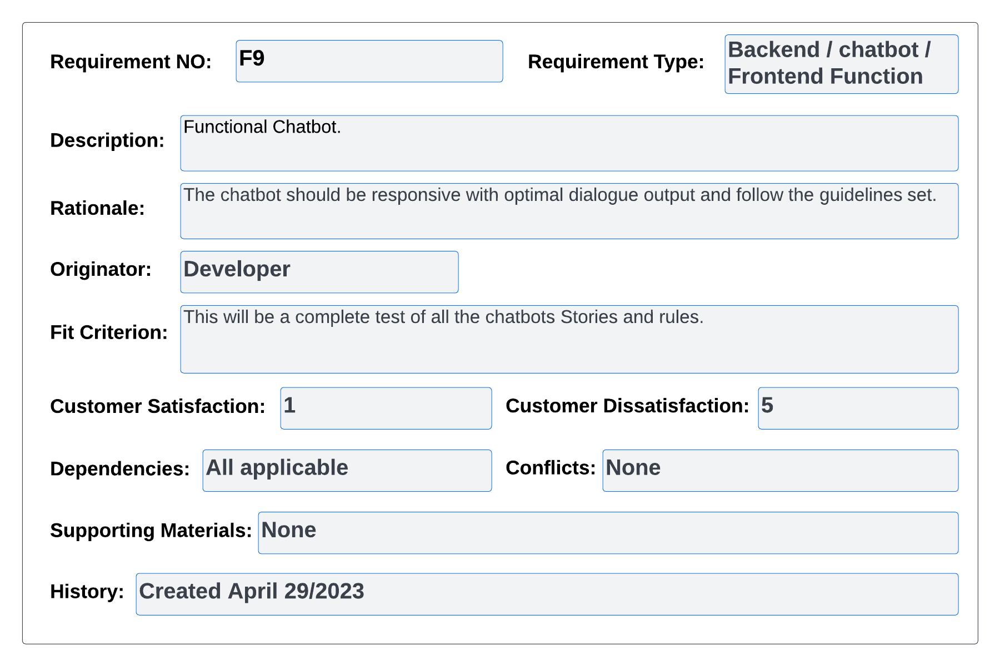 Requirement NO: F9 Requirement Type: Backend / chatbot /
Frontend Function
Description: Functional Chatbot.
Rationale: The chatbot should be responsive with optimal dialogue output and follow the guidelines set.
Originator: Developer
Fit Criterion: This will be a complete test of all the chatbots Stories and rules.
Customer Satisfaction: 1 Customer Dissatisfaction: 5
Dependencies: All applicable Conflicts: None
Supporting Materials: None
History: Created April 29/2023